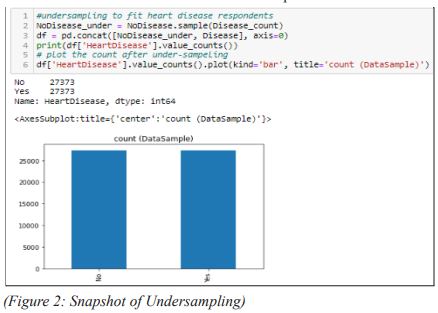 1 #undersampling to fit heart disease respondents
2 NoDisease_under = NoDisease.sample(Disease_count)
3 df = pd.concat([NoDisease_under, Disease], axis=0)
4 print(df['HeartDisease'].value_counts())
5 # plot the count after under-sampeling
6 df['HeartDisease'].value_counts().plot(kind='bar', title='count (DataSample)')
No 27373
Yes 27373
Name: HeartDisease, dtype: int64
<AxesSubplot:title={'center':'count (DataSample)'}>
count (DataSample)
25000
20000
15000
10000
5000
0
No
Yes
(Figure 2: Snapshot of Undersampling)